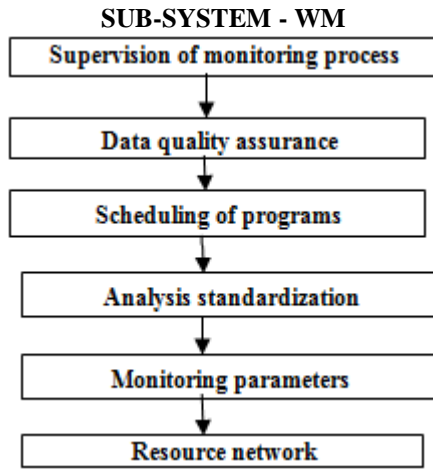 SUB-SYSTEM - WM
Supervision of monitoring process
Data quality assurance
Scheduling of programs
Analysis standardization
Monitoring parameters
Resource network